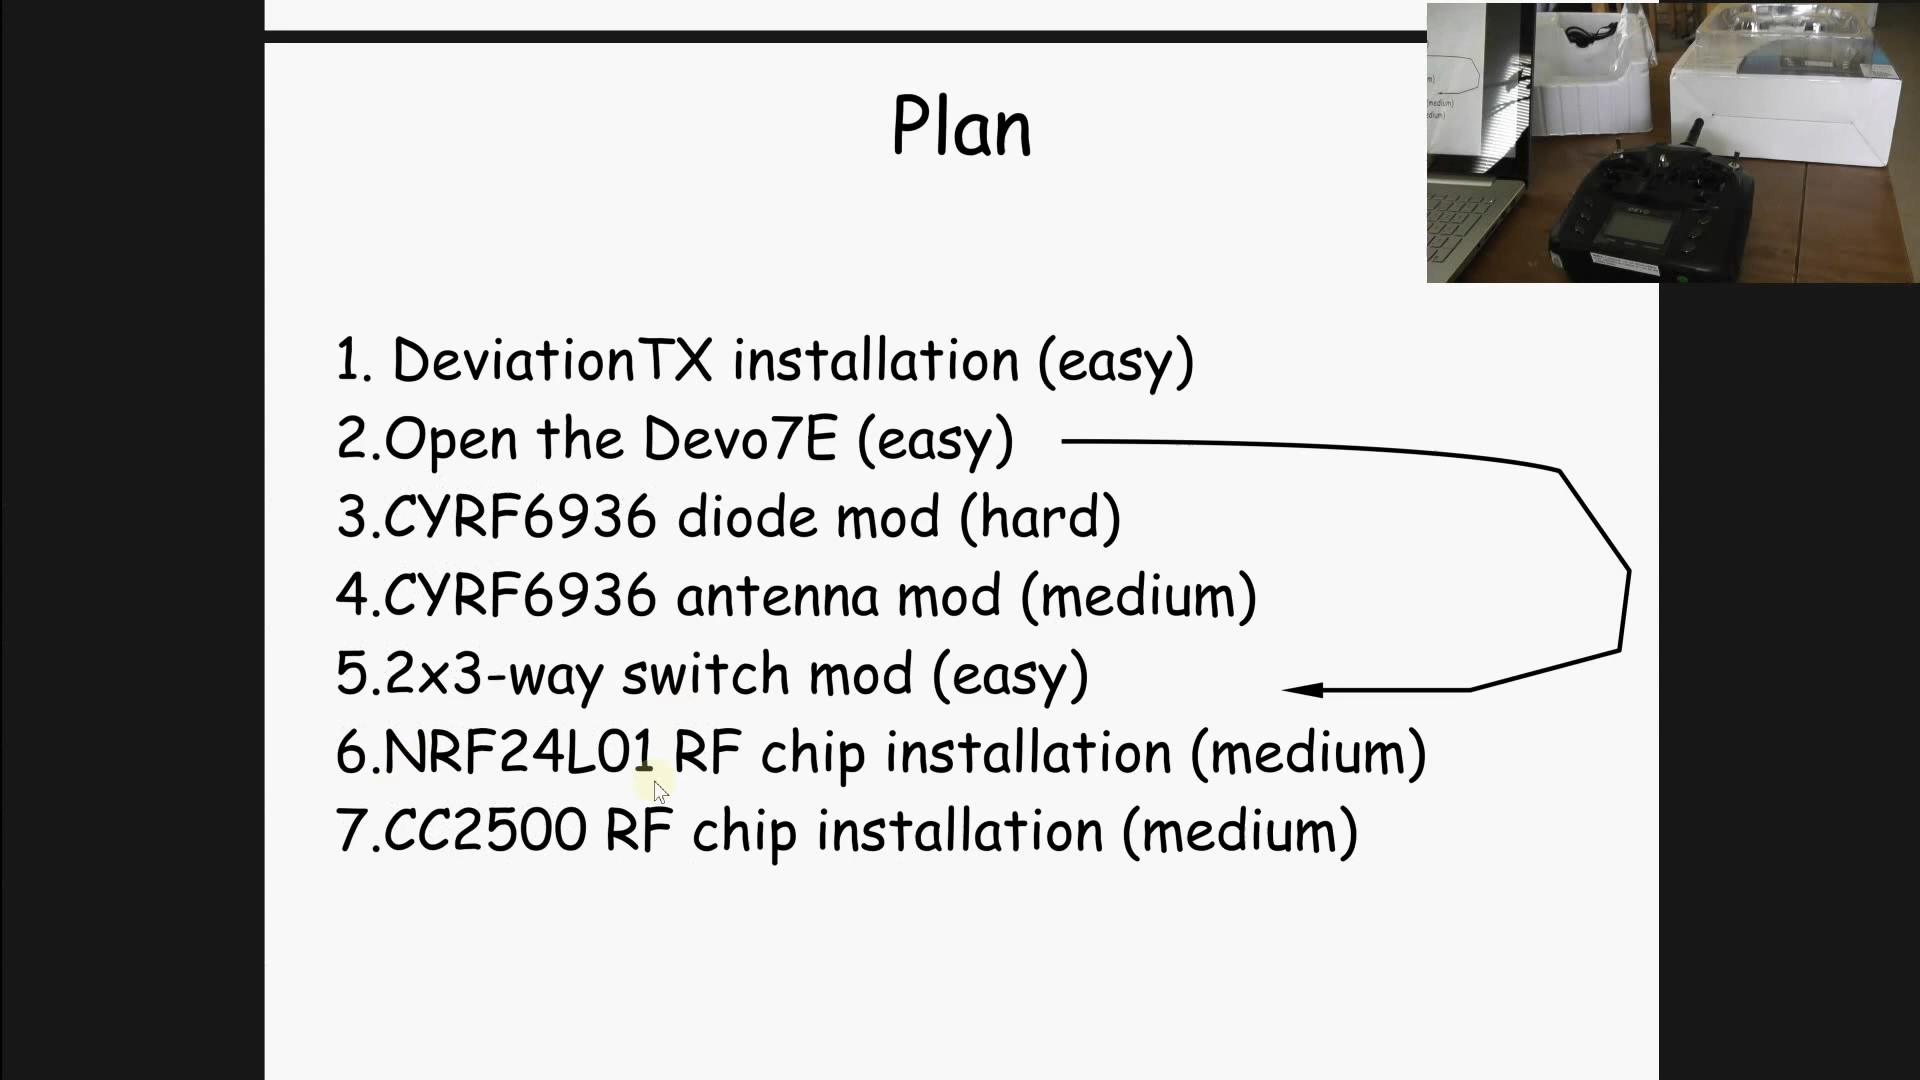 Plan
1. DeviationTX installation (easy)
2.Open the Devo7E (easy)
3.CYRF6936 diode mod (hard)
4.CYRF6936 antenna mod (medium)
5.2x3-way switch mod (easy)
6.NRF24L01 RF chip installation (medium)
7.CC2500 RF chip installation (medium)
(medium)
DEVO